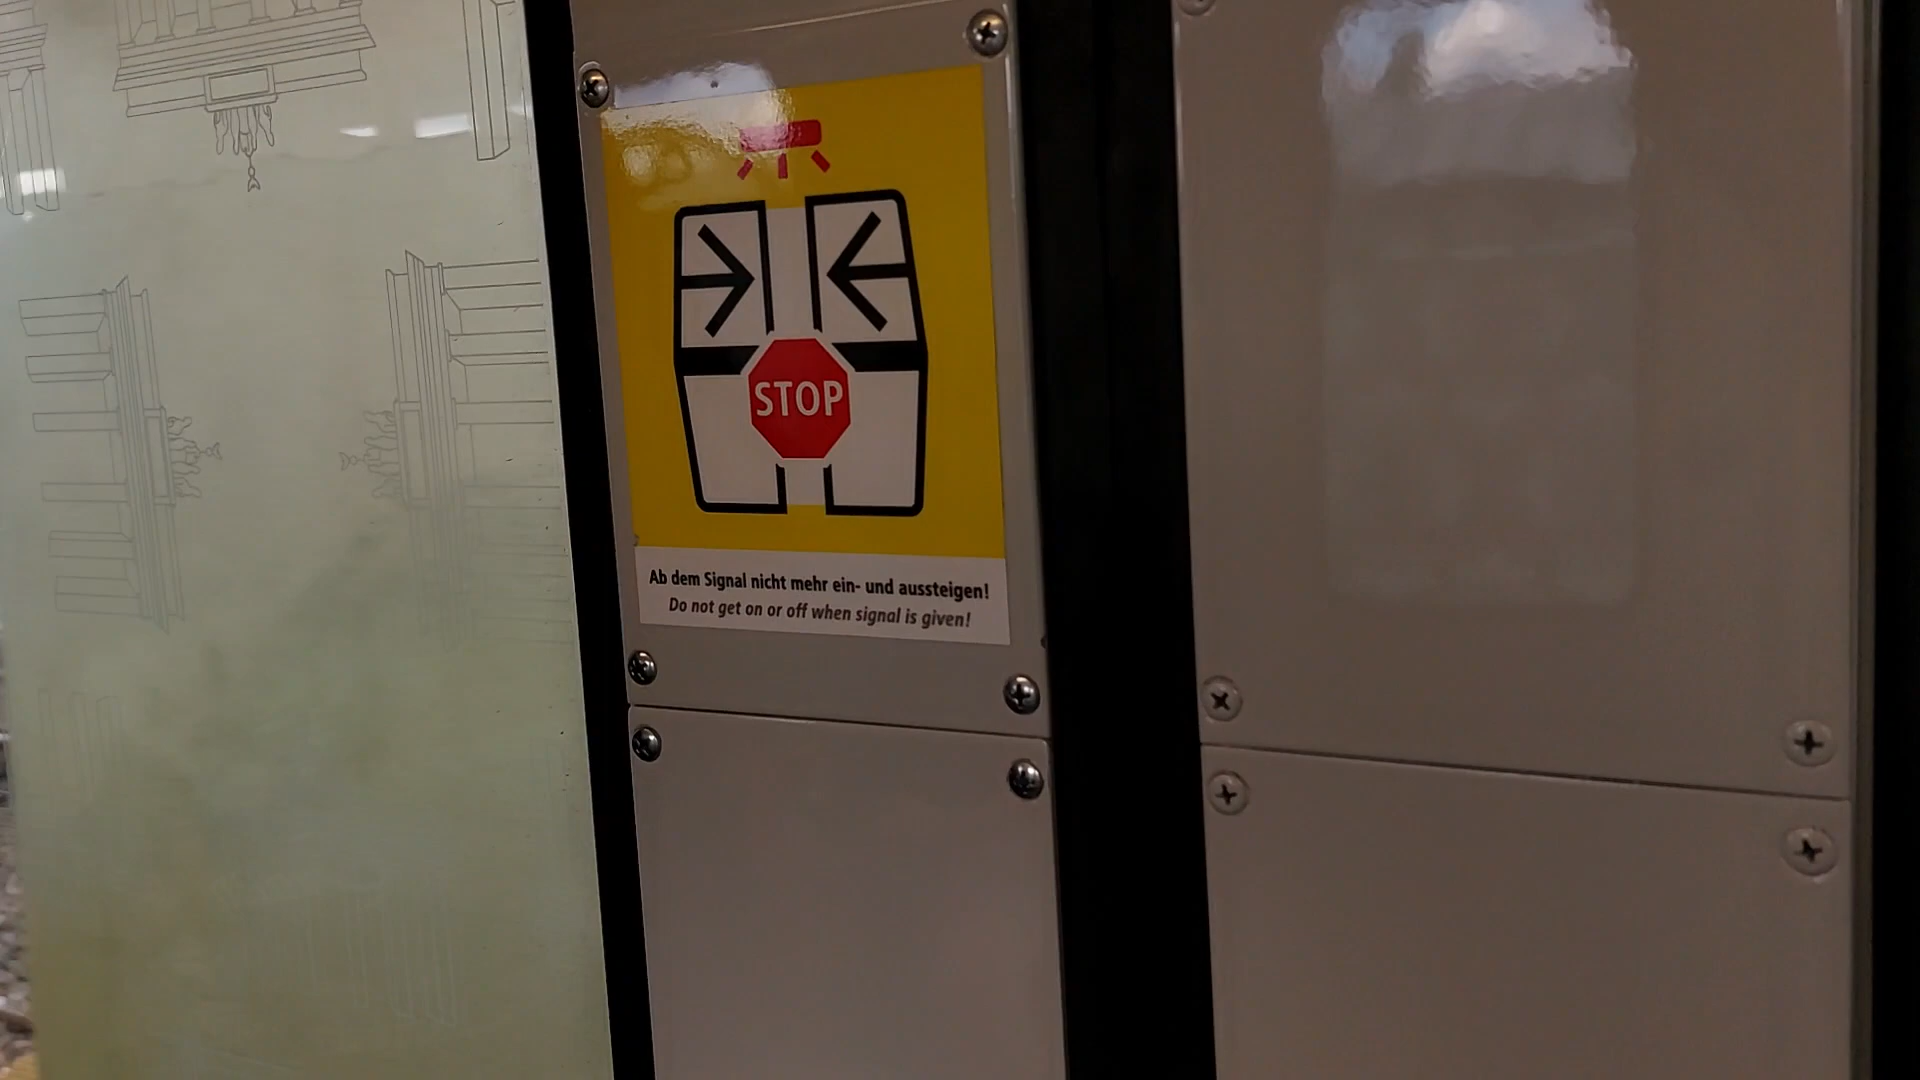 STOP
Ab dem Signal nicht mehr ein- und aussteigen!
Do not get on or off when signal is given!